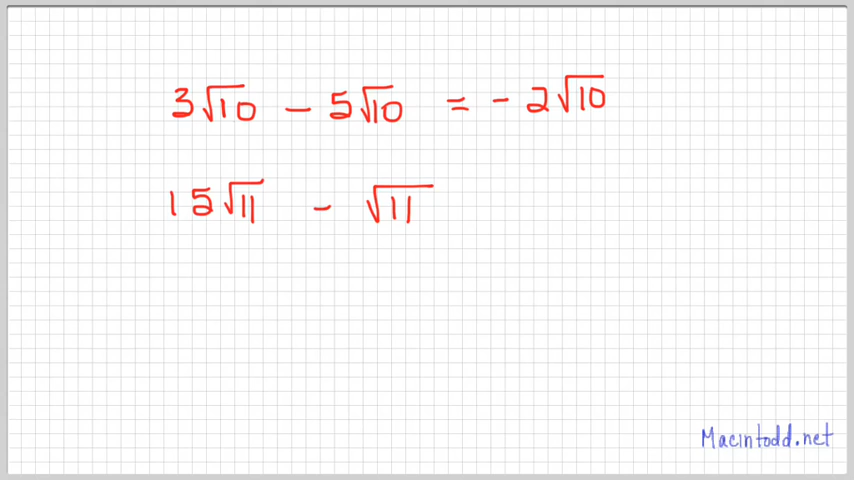 3√10 – 5√10 = - 2√10
15√11 - √11
Macintodd.net